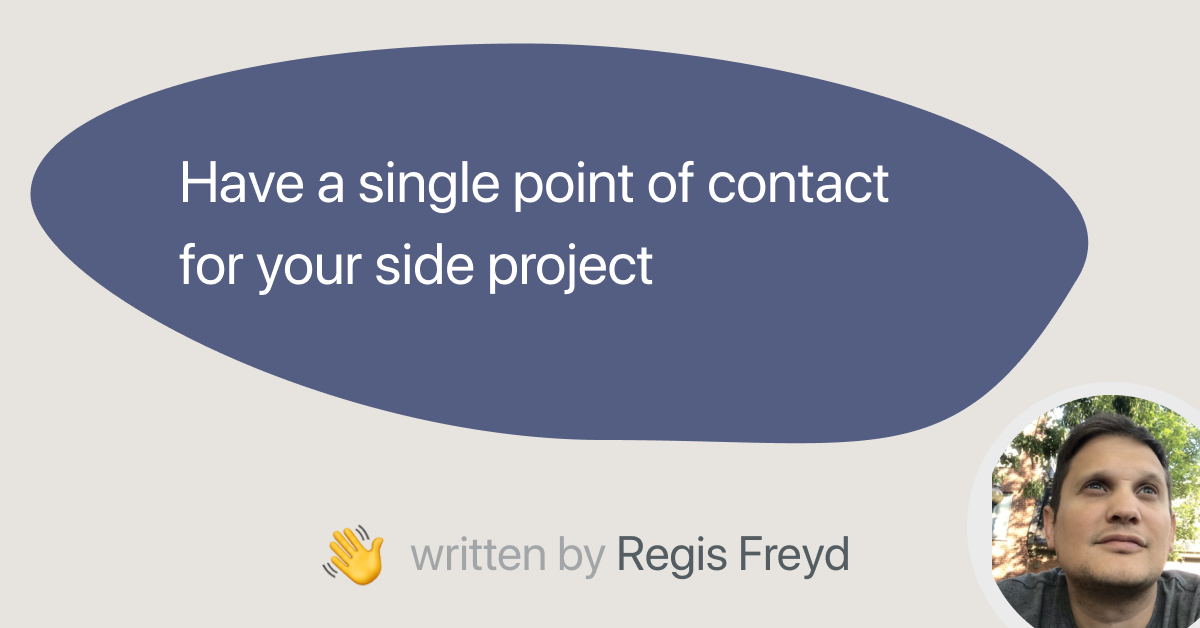 Have a single point of contact
for your side project
👋 written by Regis Freyd